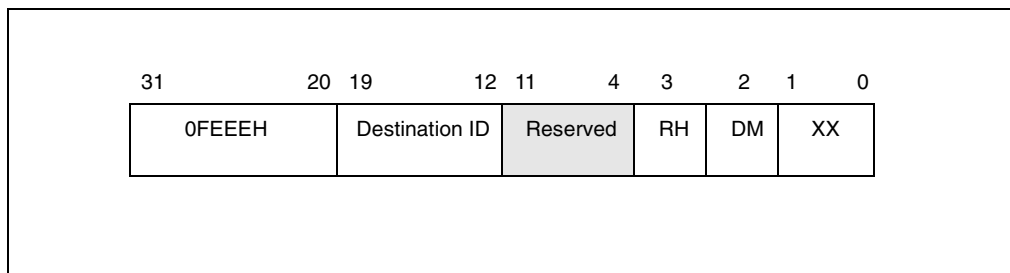 31 20 19 12 11 4 3 2 1 0
0FEEEH Destination ID Reserved RH DM XX